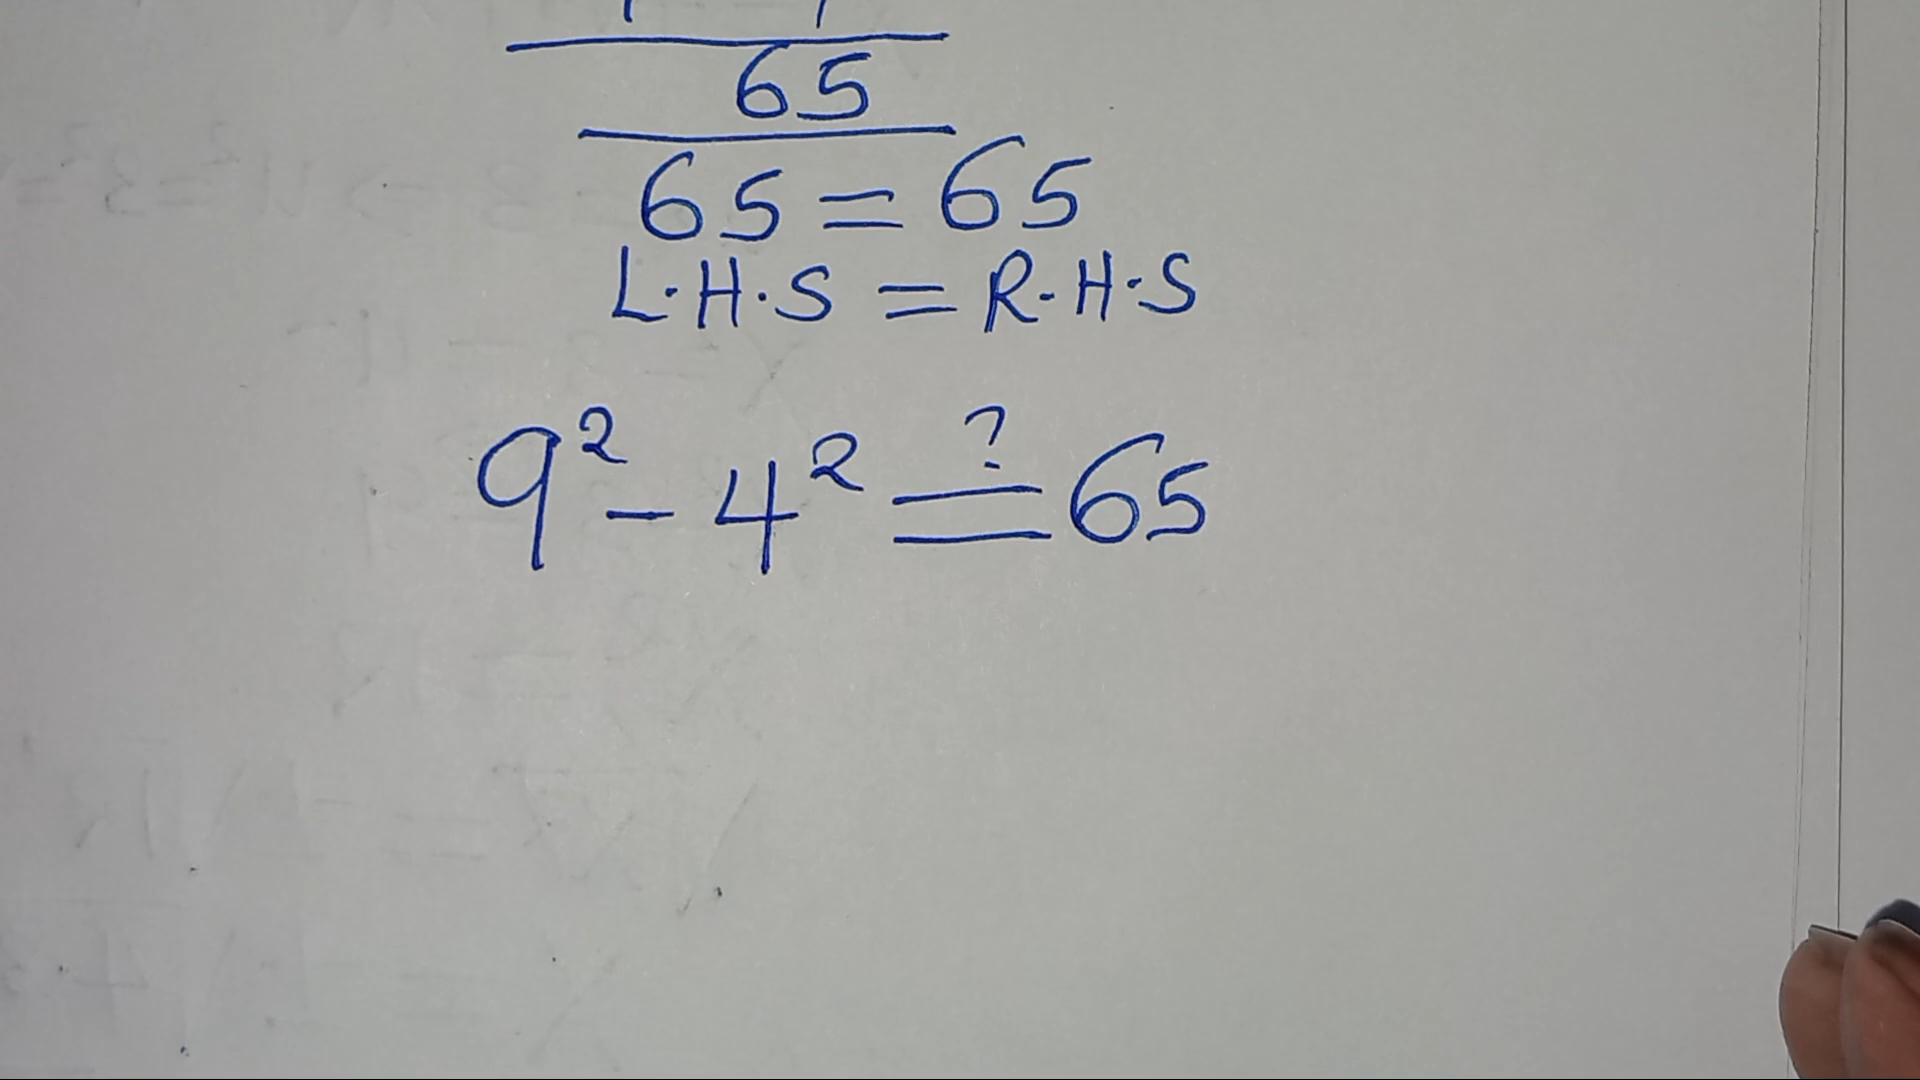 65
65 = 65
L.H.S = R.H.S
9² - 4² ?= 65